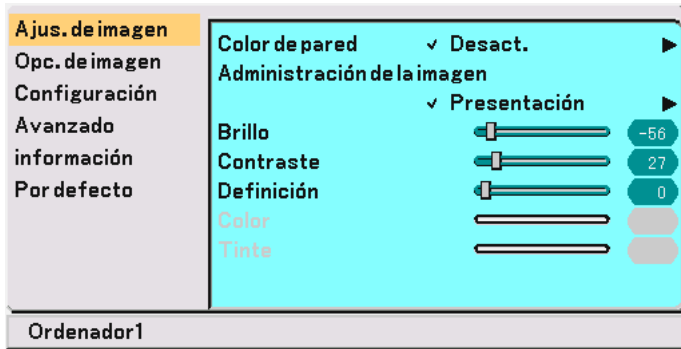 Ajus. de imagen
Opc. de imagen
Configuración
Avanzado
información
Por defecto
Color de pared ✓ Desact. ▶
Administración de la imagen
✓ Presentación ▶
Brillo -56
Contraste 27
Definición 0
Color
Tinte
Ordenador1